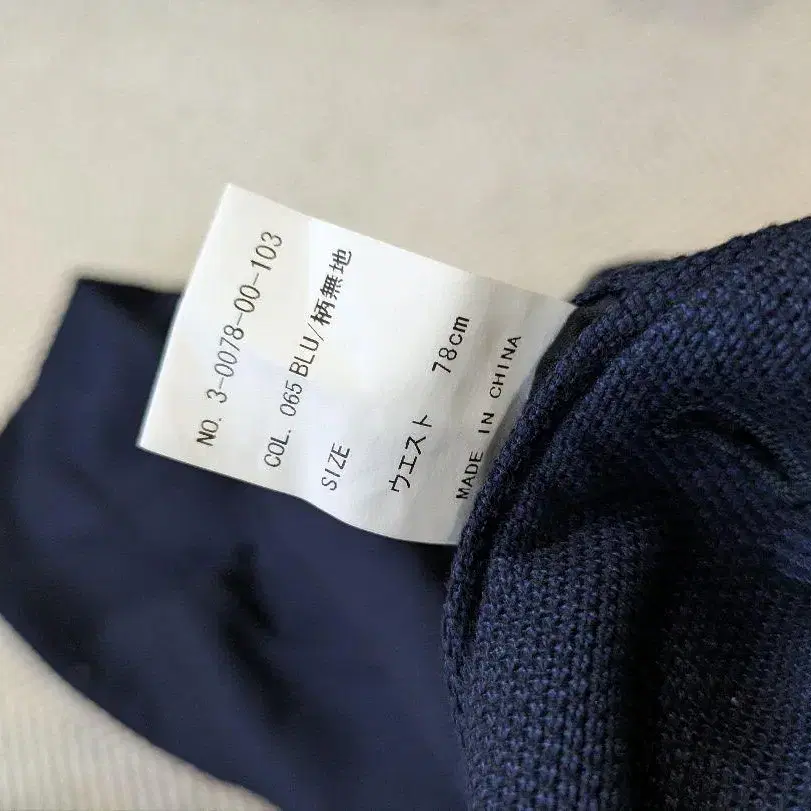 NO. 3-0078-00-103
COL. 065 BLU/柄無地
SIZE
ウエスト 78cm
MADE IN CHINA